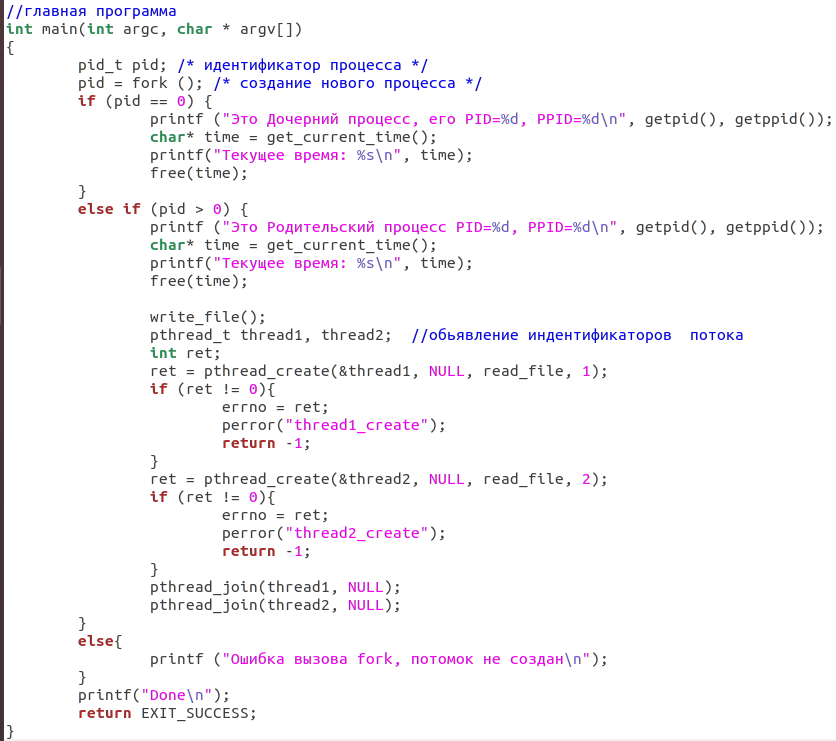 //главная программа
int main(int argc, char * argv[])
{
        pid_t pid; /* идентификатор процесса */
        pid = fork (); /* создание нового процесса */
        if (pid == 0) {
                printf ("Это Дочерний процесс, его PID=%d, PPID=%d\n", getpid(), getppid());
                char* time = get_current_time();
                printf("Текущее время: %s\n", time);
                free(time);
        }
        else if (pid > 0) {
                printf ("Это Родительский процесс PID=%d, PPID=%d\n", getpid(), getppid());
                char* time = get_current_time();
                printf("Текущее время: %s\n", time);
                free(time);

                write_file();
                pthread_t thread1, thread2;  //обьявление индентификаторов  потока
                int ret;
                ret = pthread_create(&thread1, NULL, read_file, 1);
                if (ret != 0){
                        errno = ret;
                        perror("thread1_create");
                        return -1;
                }
                ret = pthread_create(&thread2, NULL, read_file, 2);
                if (ret != 0){
                        errno = ret;
                        perror("thread2_create");
                        return -1;
                }
                pthread_join(thread1, NULL);
                pthread_join(thread2, NULL);
        }
        else{
                printf ("Ошибка вызова fork, потомок не создан\n");
        }
        printf("Done\n");
        return EXIT_SUCCESS;
}